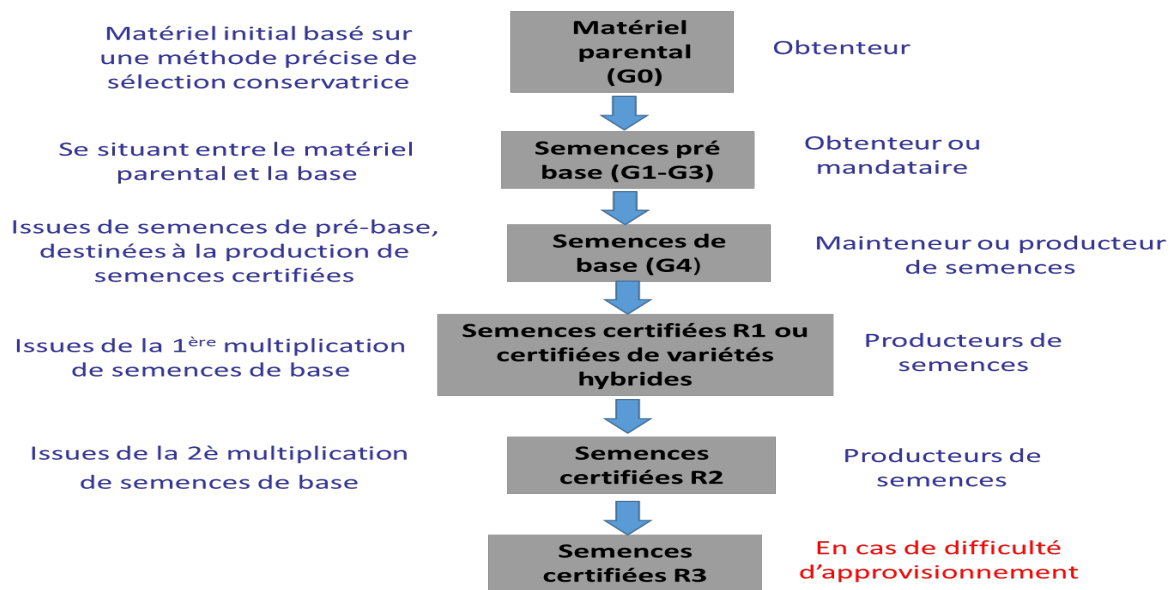 Matériel initial basé sur
une méthode précise de
sélection conservatrice
Matériel
parental
(G0)
Obtenteur
Se situant entre le matériel
parental et la base
Semences pré
base (G1-G3)
Obtenteur ou
mandataire
Issues de semences de pré-base,
destinées à la production de
semences certifiées
Semences de
base (G4)
Mainteneur ou producteur
de semences
Issues de la 1ère multiplication
de semences de base
Semences certifiées R1 ou
certifiées de variétés
hybrides
Producteurs de
semences
Issues de la 2è multiplication
de semences de base
Semences
certifiées R2
Producteurs de
semences
Semences
certifiées R3
En cas de difficulté
d’approvisionnement